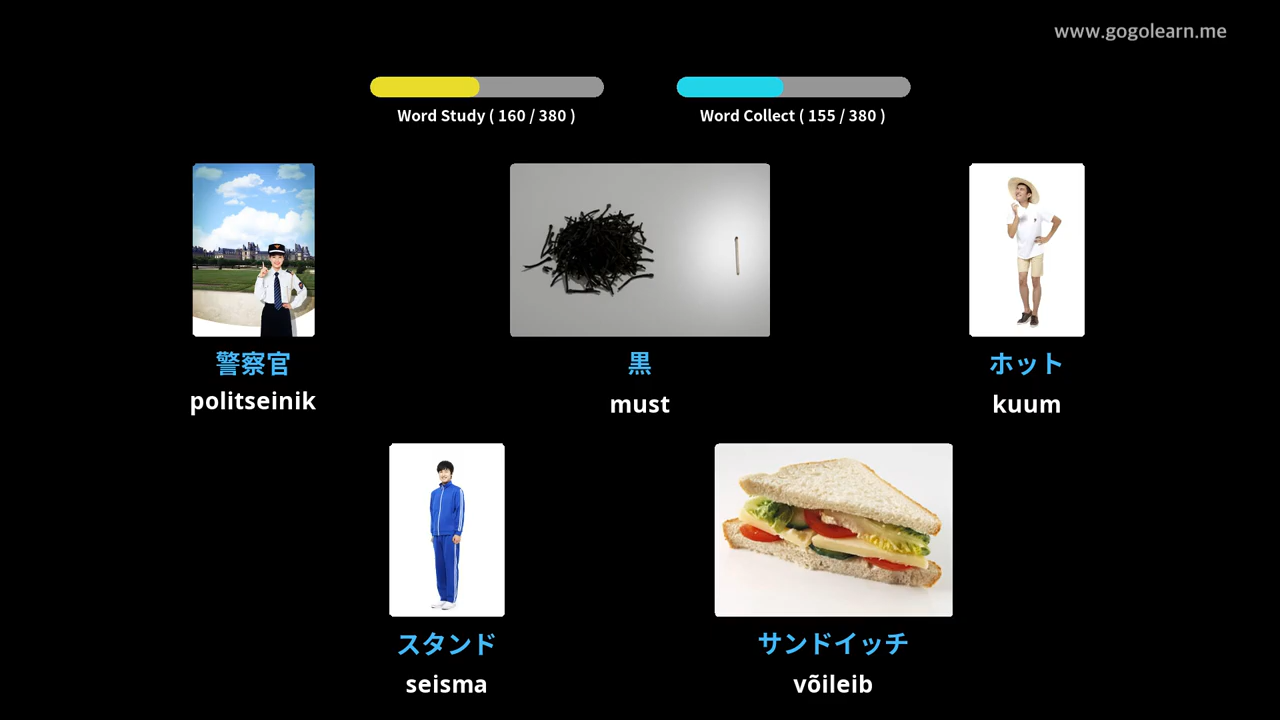 www.gogolearn.me
Word Study ( 160 / 380 )
Word Collect ( 155 / 380 )
警察官
politseinik
黒
must
ホット
kuum
スタンド
seisma
サンドイッチ
võileib